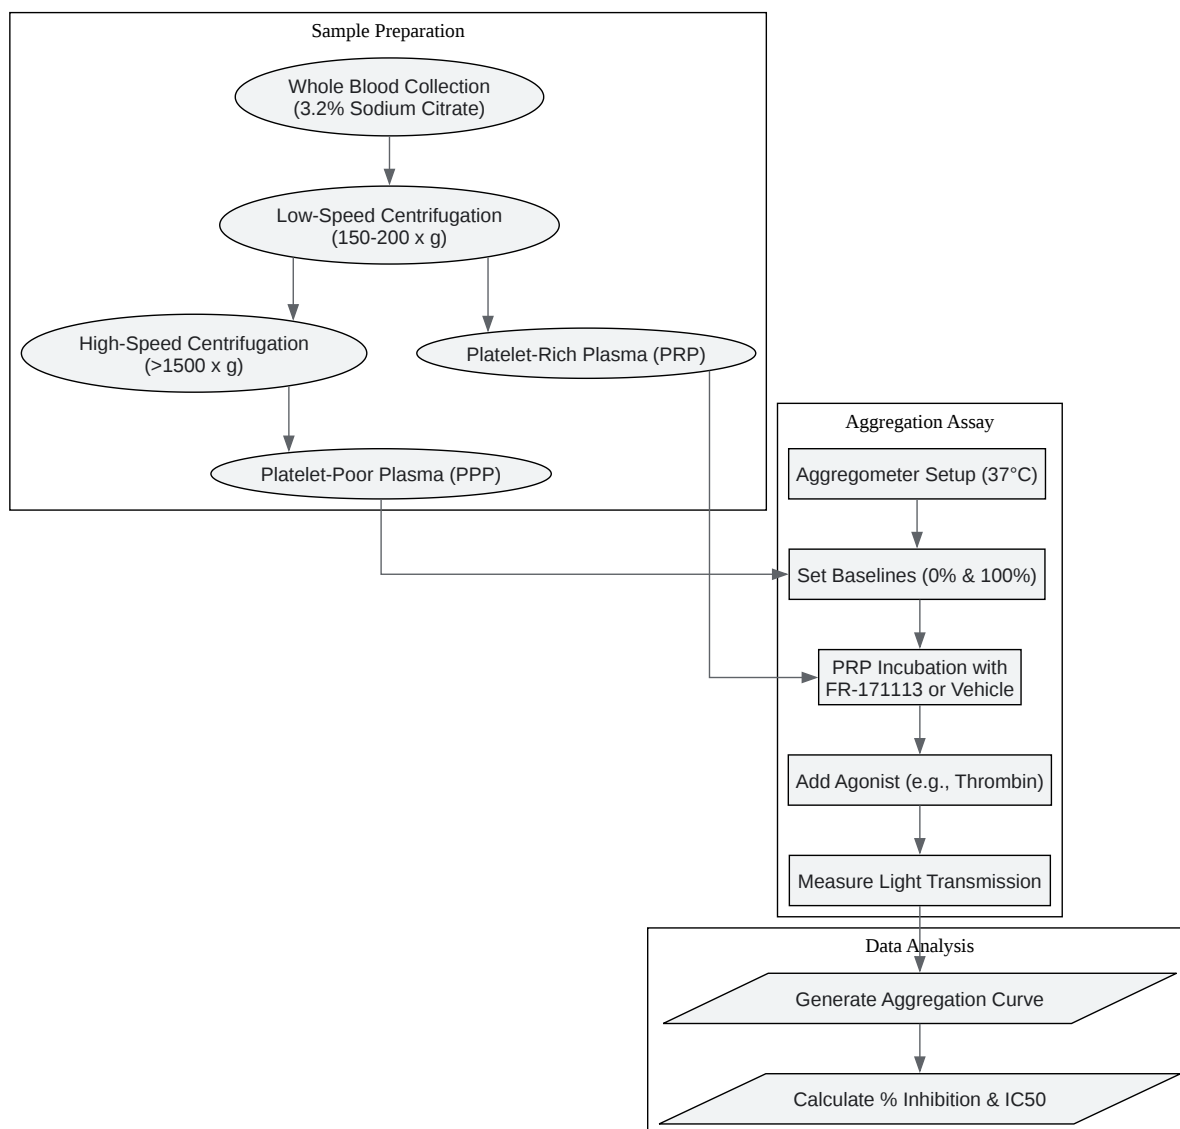 Sample Preparation
Whole Blood Collection
(3.2% Sodium Citrate)
Low-Speed Centrifugation
(150-200 x g)
High-Speed Centrifugation
(>1500 x g)
Platelet-Rich Plasma (PRP)
Platelet-Poor Plasma (PPP)
Aggregation Assay
Aggregometer Setup (37°C)
Set Baselines (0% & 100%)
PRP Incubation with
FR-171113 or Vehicle
Add Agonist (e.g., Thrombin)
Measure Light Transmission
Data Analysis
Generate Aggregation Curve
Calculate % Inhibition & IC50